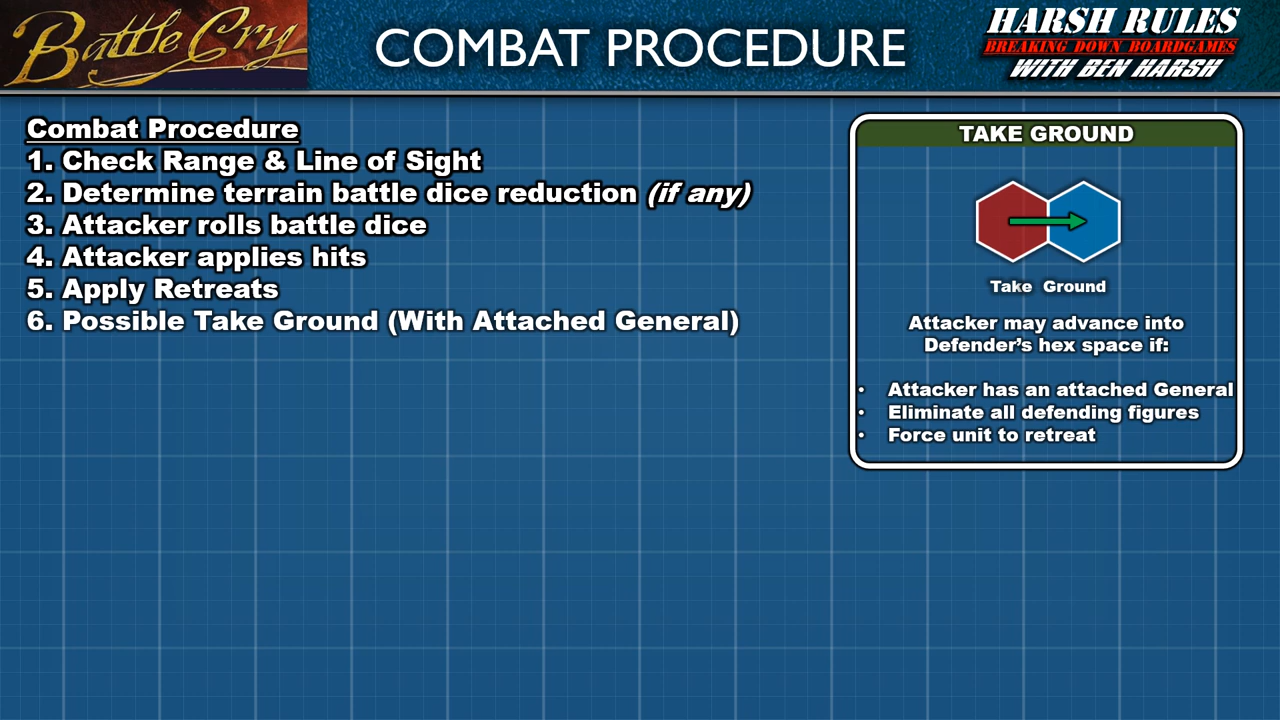 Battle Cry
COMBAT PROCEDURE
HARSH RULES
BREAKING DOWN BOARDGAMES
WITH BEN HARSH
Combat Procedure
1. Check Range & Line of Sight
2. Determine terrain battle dice reduction (if any)
3. Attacker rolls battle dice
4. Attacker applies hits
5. Apply Retreats
6. Possible Take Ground (With Attached General)
TAKE GROUND
Take Ground
Attacker may advance into
Defender’s hex space if:
• Attacker has an attached General
• Eliminate all defending figures
• Force unit to retreat